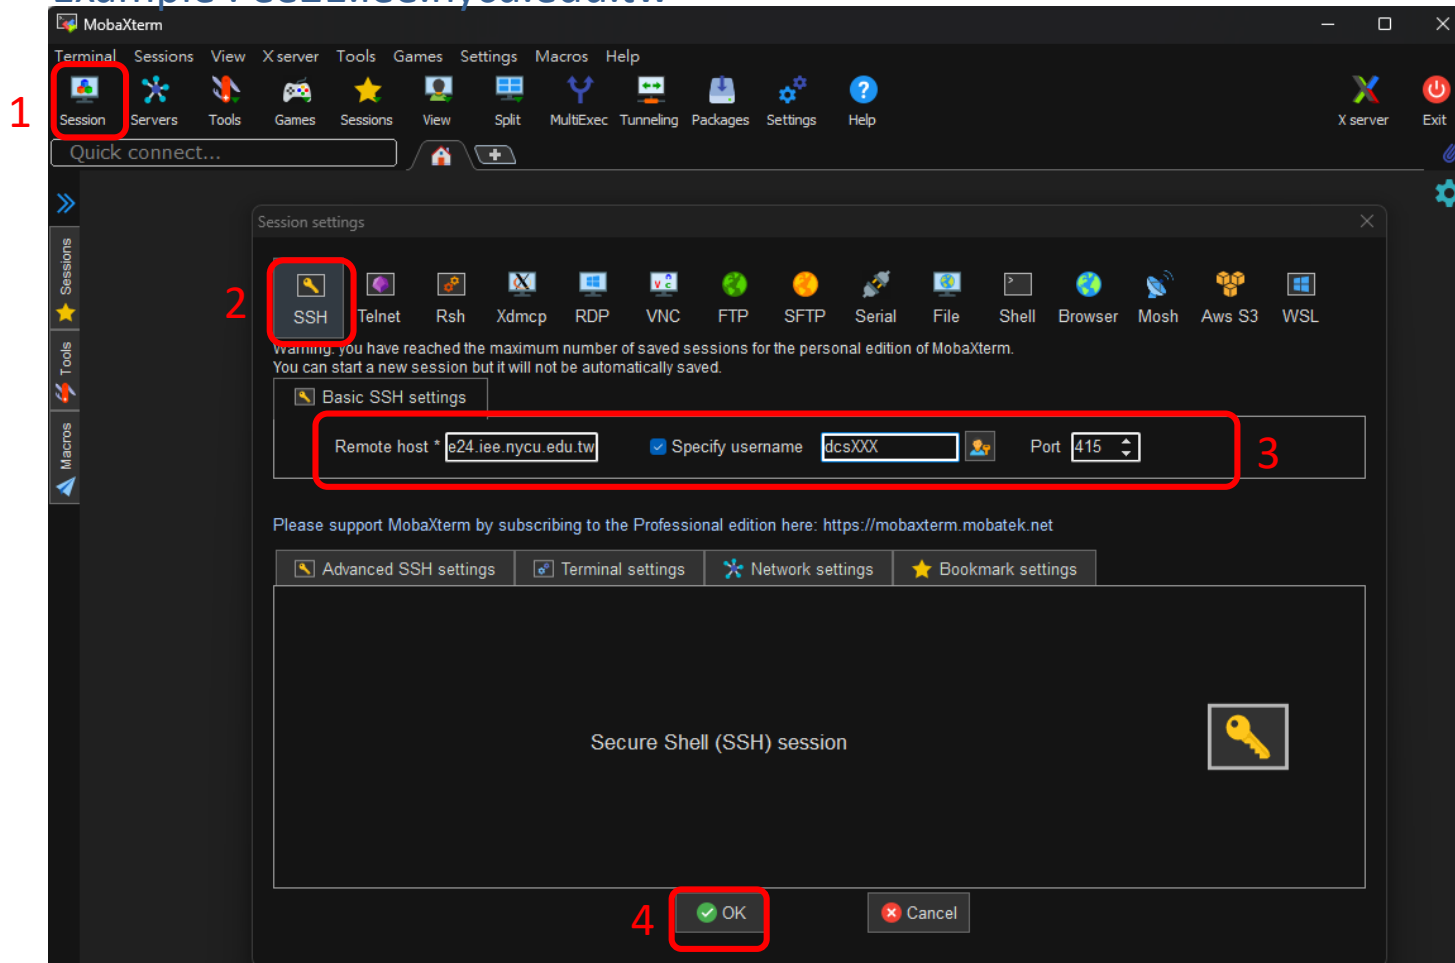 MobaXterm
Terminal Sessions View X server Tools Games Settings Macros Help
1
Session Servers Tools Games Sessions View Split MultiExec Tunneling Packages Settings Help X server Exit
Quick connect...
Session settings
Sessions
Tools
Macros
2
SSH Telnet Rsh Xdmcp RDP VNC FTP SFTP Serial File Shell Browser Mosh Aws S3 WSL
Warning: you have reached the maximum number of saved sessions for the personal edition of MobaXterm.
You can start a new session but it will not be automatically saved.
Basic SSH settings
Remote host * e24.iee.nycu.edu.tw Specify username dcsXXX Port 415
3
Please support MobaXterm by subscribing to the Professional edition here: https://mobaxterm.mobatek.net
Advanced SSH settings Terminal settings Network settings Bookmark settings
Secure Shell (SSH) session
4
OK Cancel